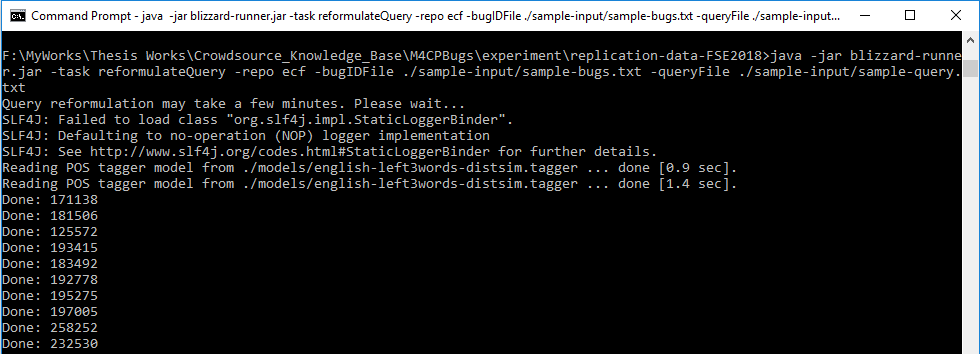 Command Prompt - java -jar blizzard-runner.jar -task reformulateQuery -repo ecf -bugIDFile ./sample-input/sample-bugs.txt -queryFile ./sample-input/sample-input...
F:\MyWorks\Thesis Works\Crowdsource_Knowledge_Base\M4CPBugs\experiment\replication-data-FSE2018>java -jar blizzard-runne
r.jar -task reformulateQuery -repo ecf -bugIDFile ./sample-input/sample-bugs.txt -queryFile ./sample-input/sample-query.
txt
Query reformulation may take a few minutes. Please wait...
SLF4J: Failed to load class "org.slf4j.impl.StaticLoggerBinder".
SLF4J: Defaulting to no-operation (NOP) logger implementation
SLF4J: See http://www.slf4j.org/codes.html#StaticLoggerBinder for further details.
Reading POS tagger model from ./models/english-left3words-distsim.tagger ... done [0.9 sec].
Reading POS tagger model from ./models/english-left3words-distsim.tagger ... done [1.4 sec].
Done: 171138
Done: 181506
Done: 125572
Done: 193415
Done: 183492
Done: 192778
Done: 195275
Done: 197005
Done: 258252
Done: 232530